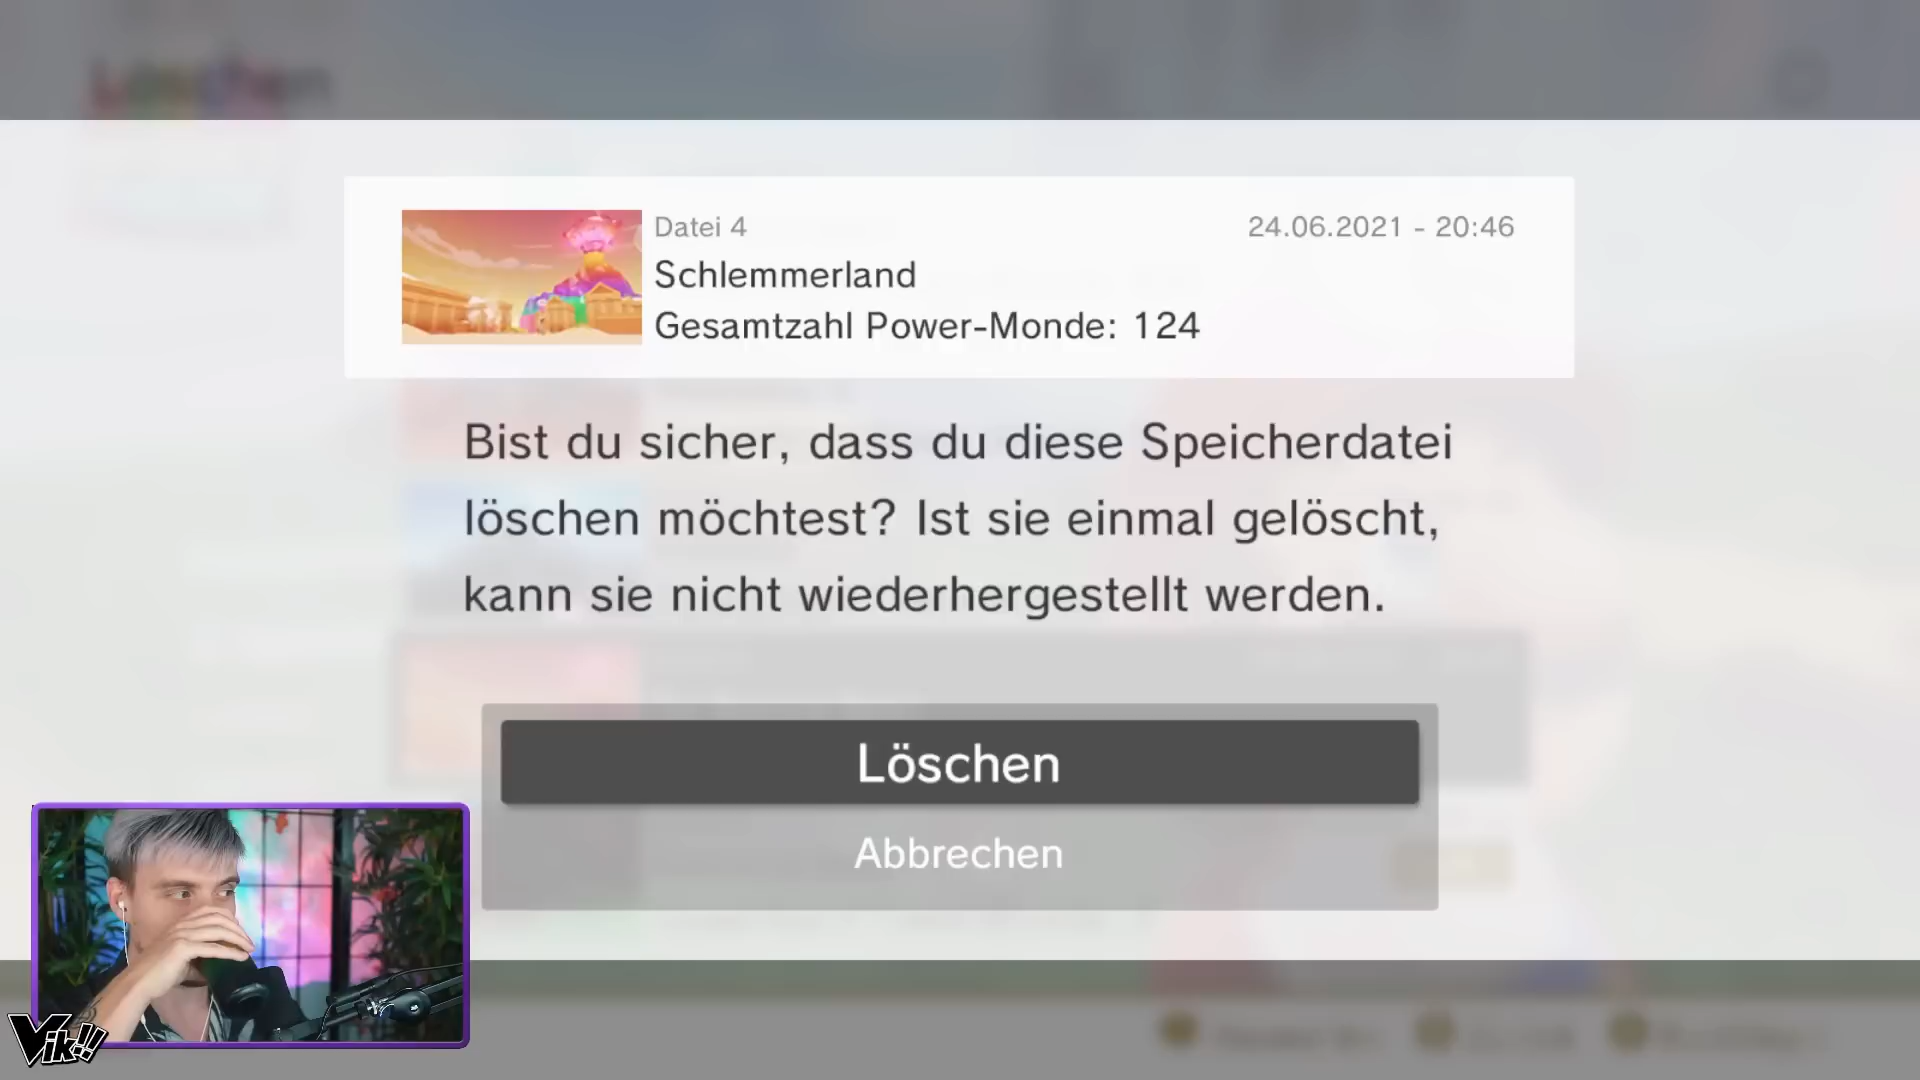 Löschen
Datei 4
24.06.2021 - 20:46
Schlemmerland
Gesamtzahl Power-Monde: 124
Bist du sicher, dass du diese Speicherdatei
löschen möchtest? Ist sie einmal gelöscht,
kann sie nicht wiederhergestellt werden.
Löschen
Abbrechen
Vik!!